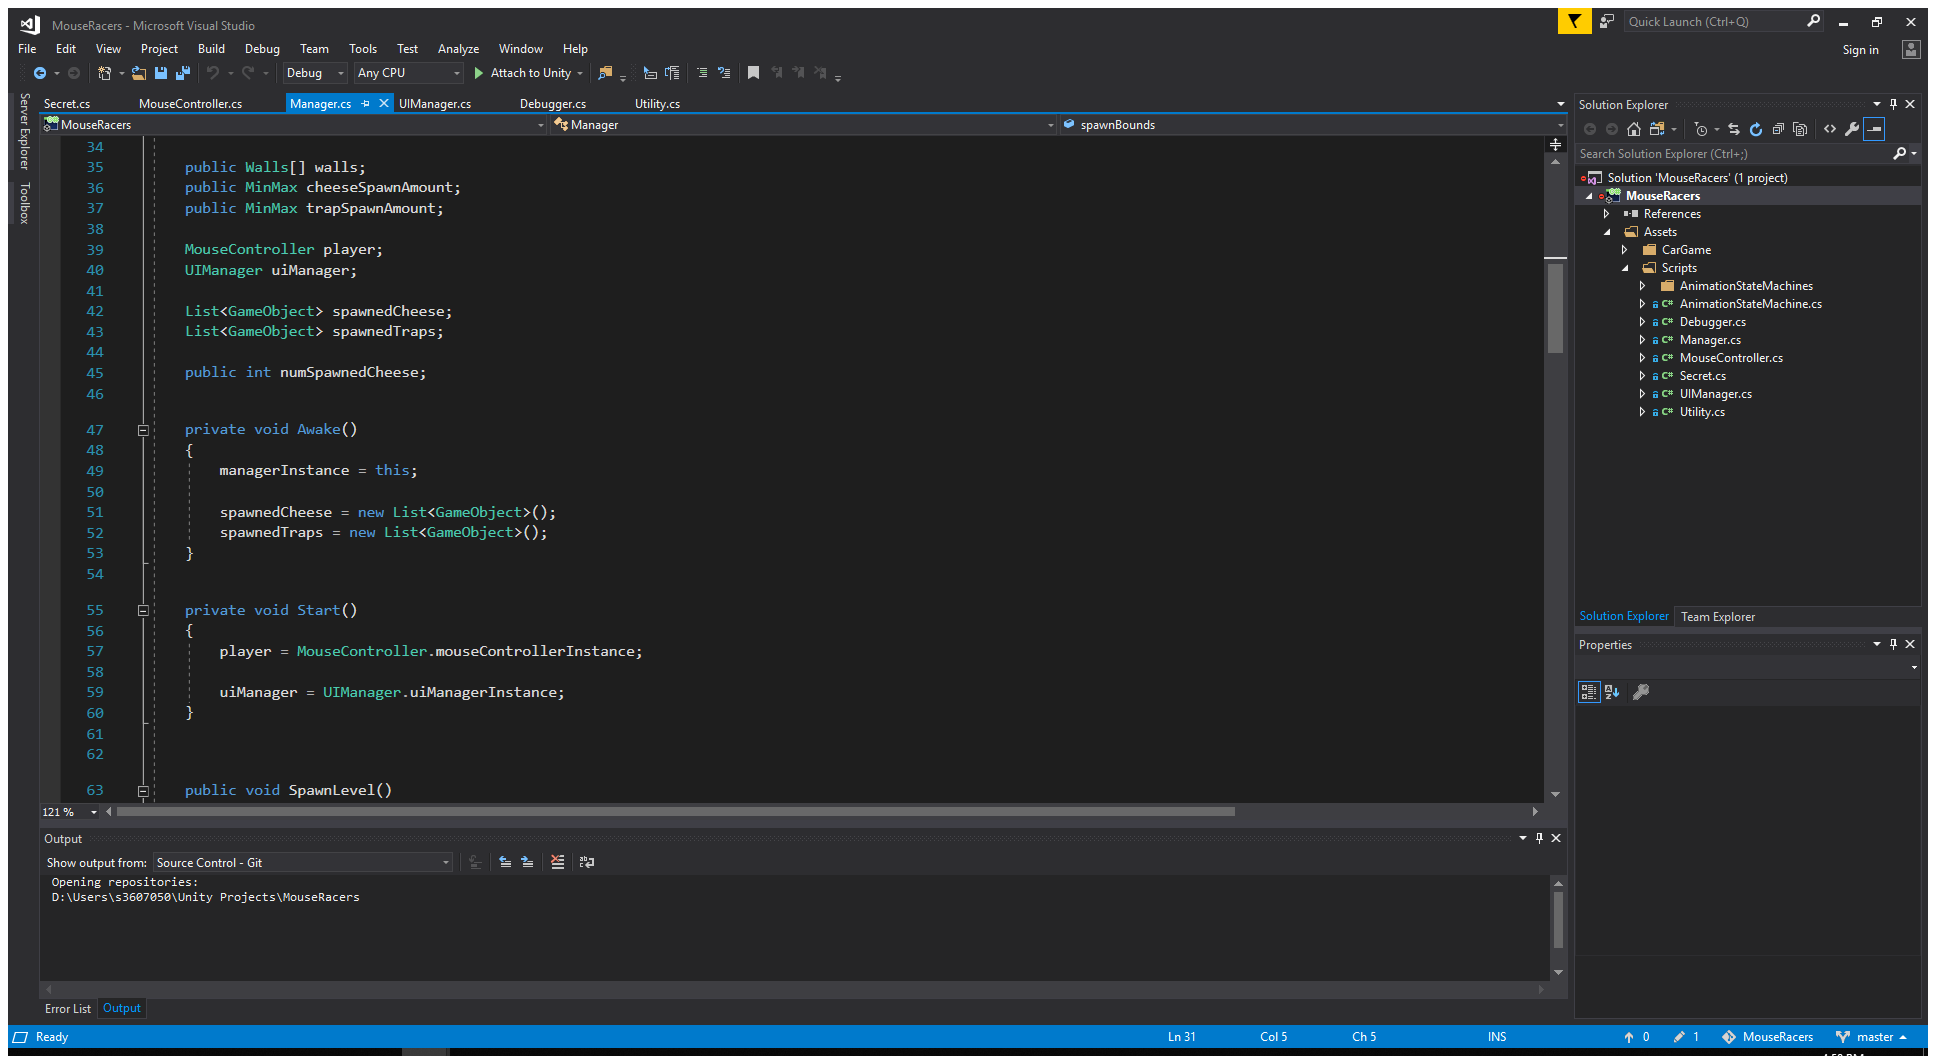 MouseRacers - Microsoft Visual Studio
Quick Launch (Ctrl+Q)
File Edit View Project Build Debug Team Tools Test Analyze Window Help
Sign in
Debug Any CPU Attach to Unity
Server Explorer
Toolbox
Secret.cs MouseController.cs Manager.cs UIManager.cs Debugger.cs Utility.cs
MouseRacers Manager spawnBounds
34
35 public Walls[] walls;
36 public MinMax cheeseSpawnAmount;
37 public MinMax trapSpawnAmount;
38
39 MouseController player;
40 UIManager uiManager;
41
42 List<GameObject> spawnedCheese;
43 List<GameObject> spawnedTraps;
44
45 public int numSpawnedCheese;
46
47 private void Awake()
48 {
49 managerInstance = this;
50
51 spawnedCheese = new List<GameObject>();
52 spawnedTraps = new List<GameObject>();
53 }
54
55 private void Start()
56 {
57 player = MouseController.mouseControllerInstance;
58
59 uiManager = UIManager.uiManagerInstance;
60 }
61
62
63 public void SpawnLevel()
121 %
Output
Show output from: Source Control - Git
Opening repositories:
D:\Users\s3607050\Unity Projects\MouseRacers
Error List Output
Solution Explorer
Search Solution Explorer (Ctrl+;)
Solution 'MouseRacers' (1 project)
MouseRacers
References
Assets
CarGame
Scripts
AnimationStateMachines
C# AnimationStateMachine.cs
C# Debugger.cs
C# Manager.cs
C# MouseController.cs
C# Secret.cs
C# UIManager.cs
C# Utility.cs
Solution Explorer Team Explorer
Properties
Ready Ln 31 Col 5 Ch 5 INS 0 1 MouseRacers master